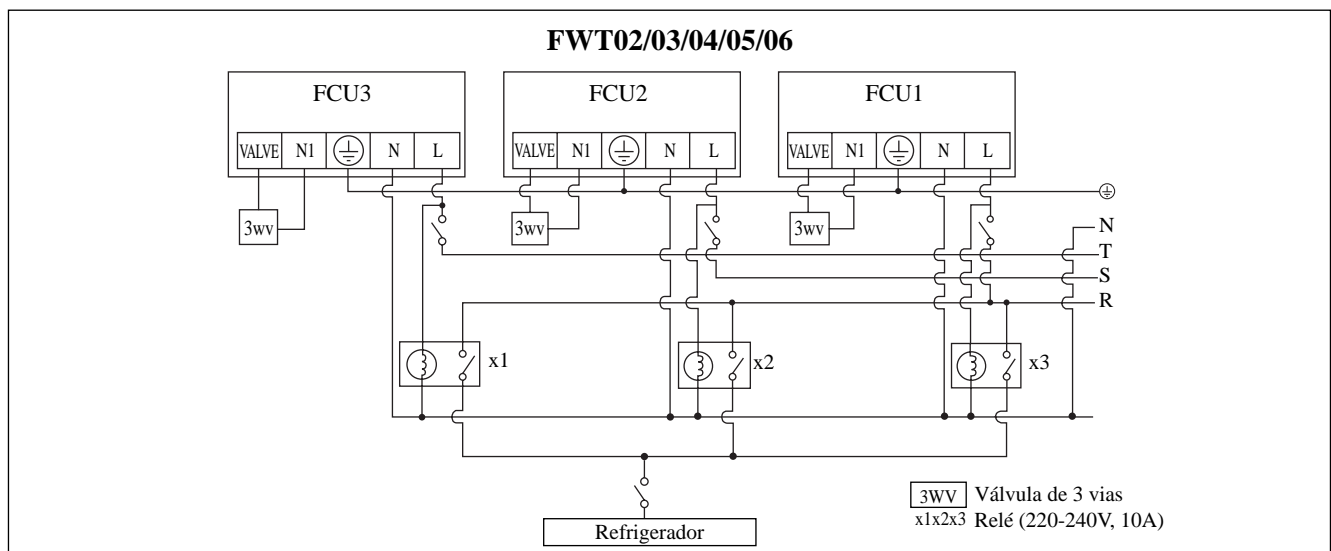 FWT02/03/04/05/06
FCU3 FCU2 FCU1
VALVE N1 N L VALVE N1 N L VALVE N1 N L
3wv 3wv 3wv
N
T
S
R
x1 x2 x3
3WV Válvula de 3 vias
x1x2x3 Relé (220-240V, 10A)
Refrigerador